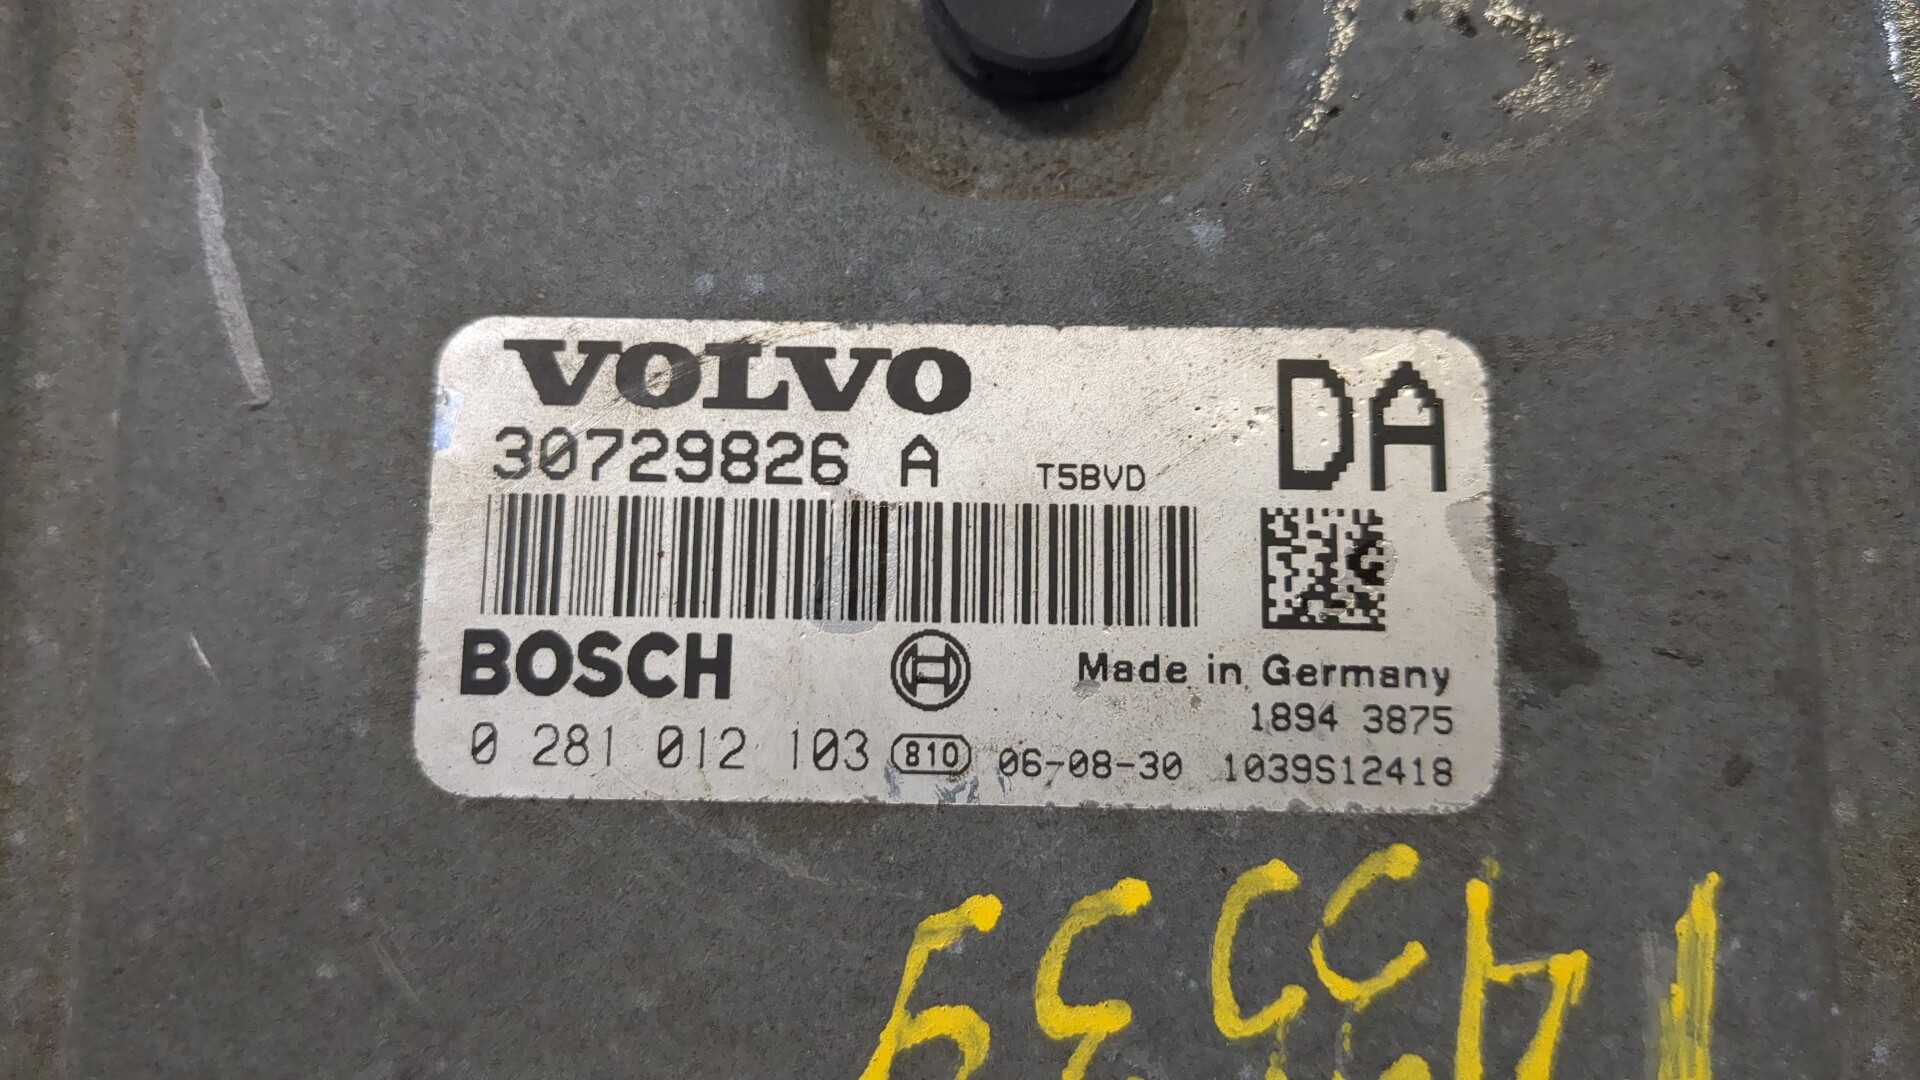 VOLVO
DA
30729826 A
T5BVD
BOSCH
Made in Germany
1894 3875
0 281 012 103 810 06-08-30 1039S12418